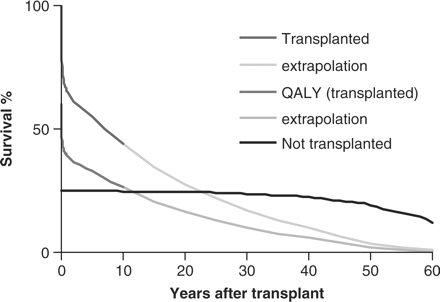 100
50
0
Survival %
Transplanted
extrapolation
QALY (transplanted)
extrapolation
Not transplanted
0 10 20 30 40 50 60
Years after transplant